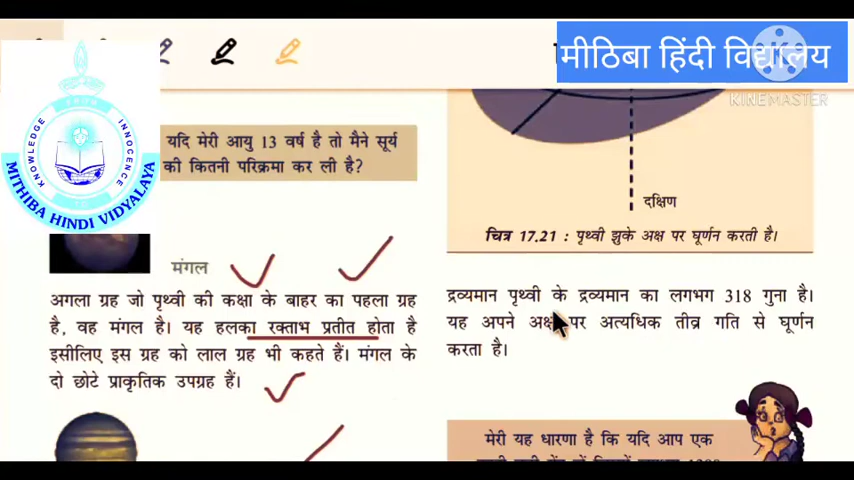 मीठिबा हिंदी विद्यालय
KINEMASTER
KNOWLEDGE
INNOCENCE
MITHIBA HINDI VIDYALAYA
यदि मेरी आयु 13 वर्ष है तो मैने सूर्य
की कितनी परिक्रमा कर ली है?
मंगल
अगला ग्रह जो पृथ्वी की कक्षा के बाहर का पहला ग्रह
है, वह मंगल है। यह हलका रक्ताभ प्रतीत होता है
इसीलिए इस ग्रह को लाल ग्रह भी कहते हैं। मंगल के
दो छोटे प्राकृतिक उपग्रह हैं।
दक्षिण
चित्र 17.21 : पृथ्वी झुके अक्ष पर घूर्णन करती है।
द्रव्यमान पृथ्वी के द्रव्यमान का लगभग 318 गुना है।
यह अपने अक्ष पर अत्यधिक तीव्र गति से घूर्णन
करता है।
मेरी यह धारणा है कि यदि आप एक